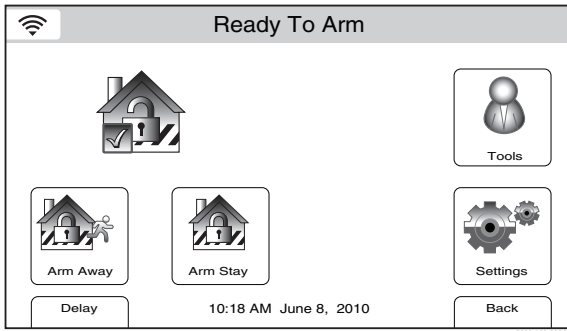 Ready To Arm
Tools
Arm Away
Arm Stay
Settings
Delay
10:18 AM June 8, 2010
Back